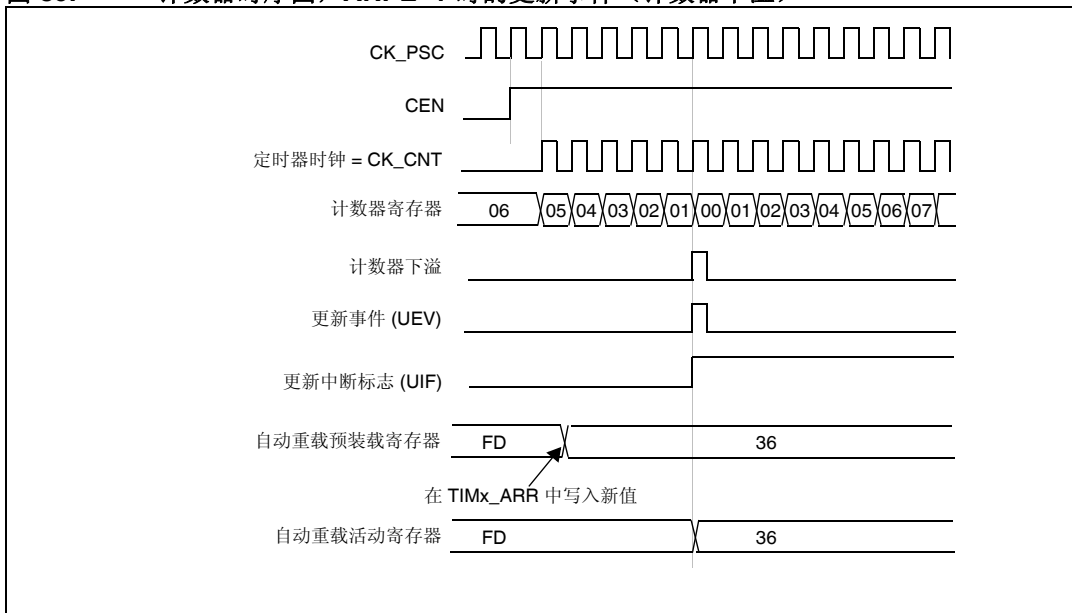 CK_PSC
CEN
定时器时钟 = CK_CNT
计数器寄存器 06 05 04 03 02 01 00 01 02 03 04 05 06 07
计数器下溢
更新事件 (UEV)
更新中断标志 (UIF)
自动重载预装载寄存器 FD 36
在 TIMx_ARR 中写入新值
自动重载活动寄存器 FD 36